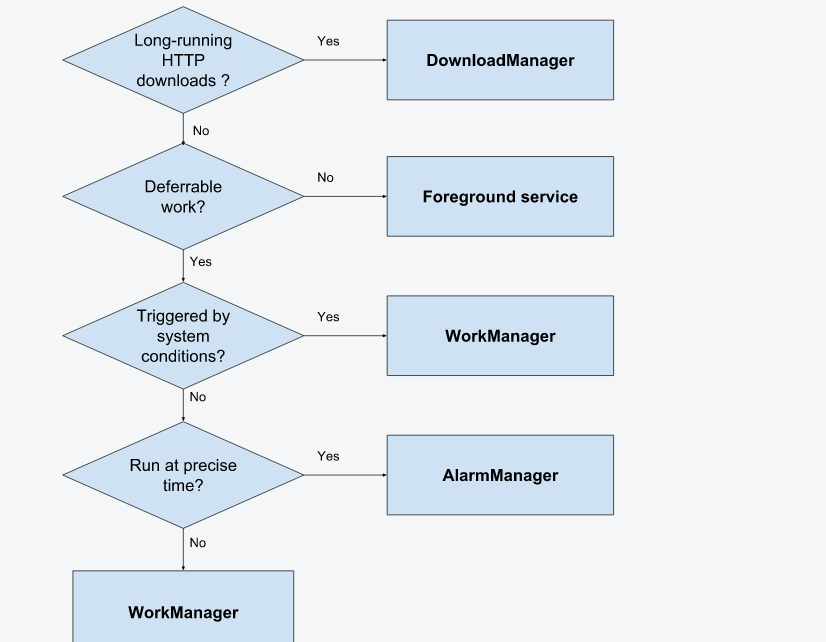 Long-running
HTTP
downloads ?
Yes
DownloadManager
No
Deferrable
work?
No
Foreground service
Yes
Triggered by
system
conditions?
Yes
WorkManager
No
Run at precise
time?
Yes
AlarmManager
No
WorkManager